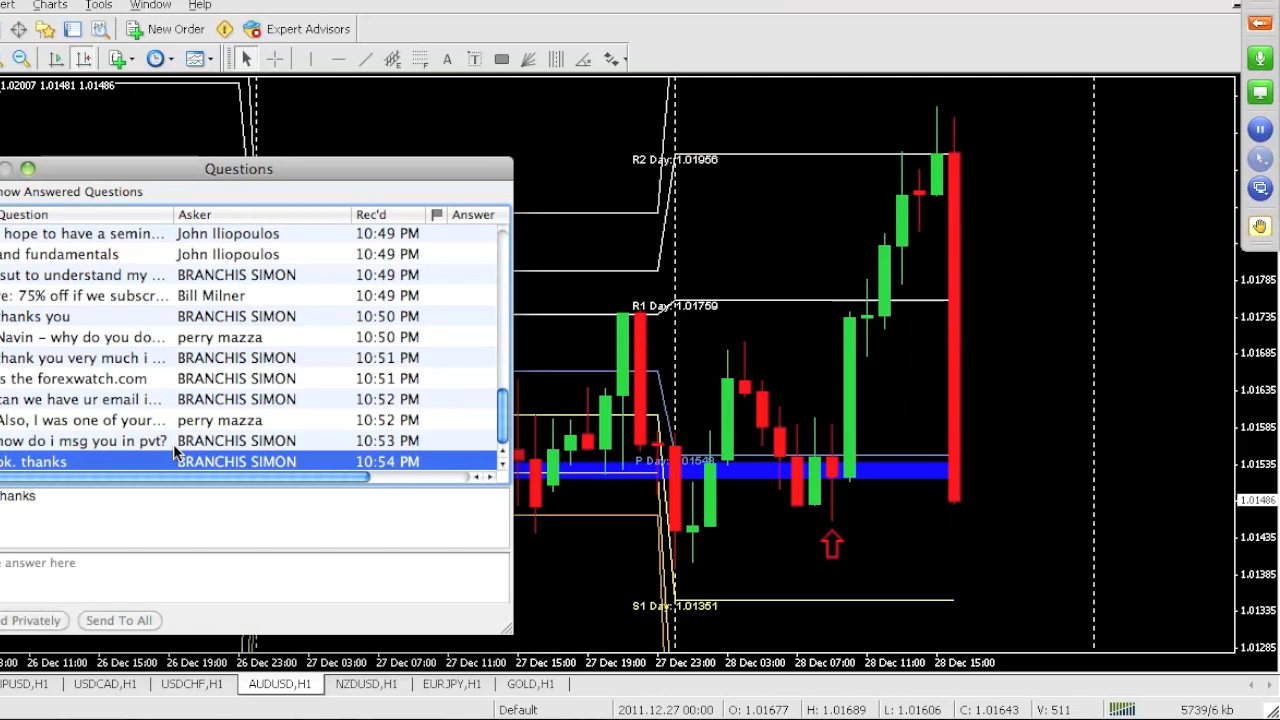 ert Charts Tools Window Help
New Order Expert Advisors
1.02007 1.01481 1.01486
Questions
how Answered Questions
Question Asker Rec'd Answer
hope to have a semin... John Iliopoulos 10:49 PM
and fundamentals John Iliopoulos 10:49 PM
sut to understand my ... BRANCHIS SIMON 10:49 PM
re: 75% off if we subscr... Bill Milner 10:49 PM
thanks you BRANCHIS SIMON 10:50 PM
Navin – why do you do... perry mazza 10:50 PM
thank you very much i ... BRANCHIS SIMON 10:51 PM
s the forexwatch.com BRANCHIS SIMON 10:51 PM
can we have ur email i... BRANCHIS SIMON 10:52 PM
Also, I was one of your... perry mazza 10:52 PM
how do i msg you in pvt? BRANCHIS SIMON 10:53 PM
ok. thanks BRANCHIS SIMON 10:54 PM
thanks
e answer here
d Privately Send To All
R2 Day: 1.01956
R1 Day: 1.01759
P Day: 1.01548
S1 Day: 1.01351
1.01785
1.01735
1.01685
1.01635
1.01585
1.01535
1.01486
1.01435
1.01385
1.01335
1.01285
3:00 26 Dec 11:00 26 Dec 15:00 26 Dec 19:00 26 Dec 23:00 27 Dec 03:00 27 Dec 07:00 27 Dec 11:00 27 Dec 15:00 27 Dec 19:00 27 Dec 23:00 28 Dec 03:00 28 Dec 07:00 28 Dec 11:00 28 Dec 15:00
PUSD,H1 USDCAD,H1 USDCHF,H1 AUDUSD,H1 NZDUSD,H1 EURJPY,H1 GOLD,H1
Default 2011.12.27 00:00 O: 1.01677 H: 1.01689 L: 1.01606 C: 1.01643 V: 511 5739/6 kb